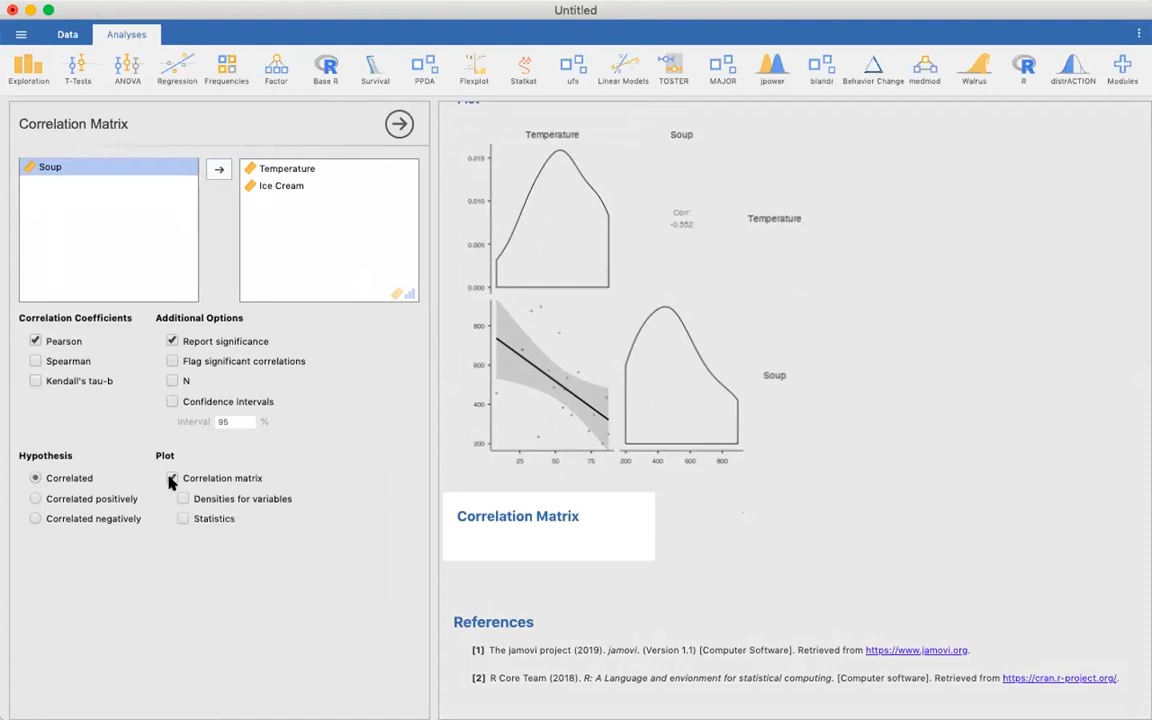 Untitled
Data
Analyses
Exploration
T-Tests
ANOVA
Regression
Frequencies
Factor
Base R
Survival
PPDA
Flexplot
Statkat
ufs
Linear Models
TOSTER
MAJOR
jpower
blandr
Behavior Change
medmod
Walrus
R
distrACTION
Modules
Correlation Matrix
Soup
Temperature
Ice Cream
Correlation Coefficients
Pearson
Spearman
Kendall's tau-b
Additional Options
Report significance
Flag significant correlations
N
Confidence intervals
Interval 95 %
Hypothesis
Correlated
Correlated positively
Correlated negatively
Plot
Correlation matrix
Densities for variables
Statistics
Plot
Temperature
Soup
0.015
0.010
0.005
0.000
Corr:
-0.552
Temperature
800
600
400
200
Soup
25 50 75 200 400 600 800
Correlation Matrix
References
[1] The jamovi project (2019). jamovi. (Version 1.1) [Computer Software]. Retrieved from https://www.jamovi.org.
[2] R Core Team (2018). R: A Language and envionment for statistical computing. [Computer software]. Retrieved from https://cran.r-project.org/.